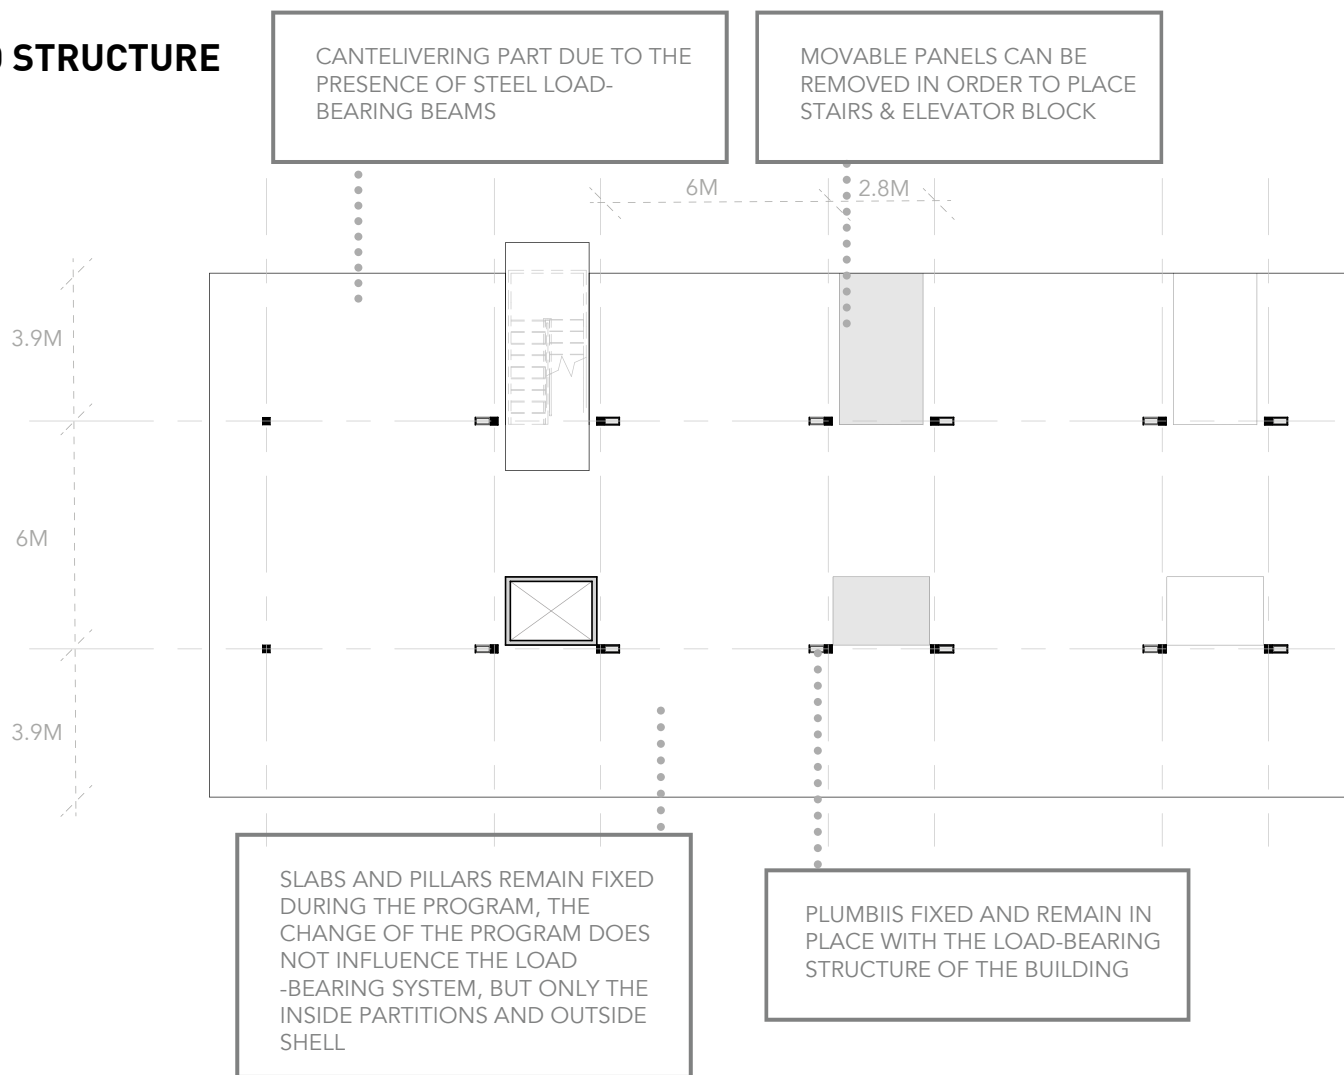 STRUCTURE
CANTELIVERING PART DUE TO THE
PRESENCE OF STEEL LOAD-
BEARING BEAMS
MOVABLE PANELS CAN BE
REMOVED IN ORDER TO PLACE
STAIRS & ELEVATOR BLOCK
6M
2.8M
3.9M
6M
3.9M
SLABS AND PILLARS REMAIN FIXED
DURING THE PROGRAM, THE
CHANGE OF THE PROGRAM DOES
NOT INFLUENCE THE LOAD
-BEARING SYSTEM, BUT ONLY THE
INSIDE PARTITIONS AND OUTSIDE
SHELL
PLUMBIIS FIXED AND REMAIN IN
PLACE WITH THE LOAD-BEARING
STRUCTURE OF THE BUILDING